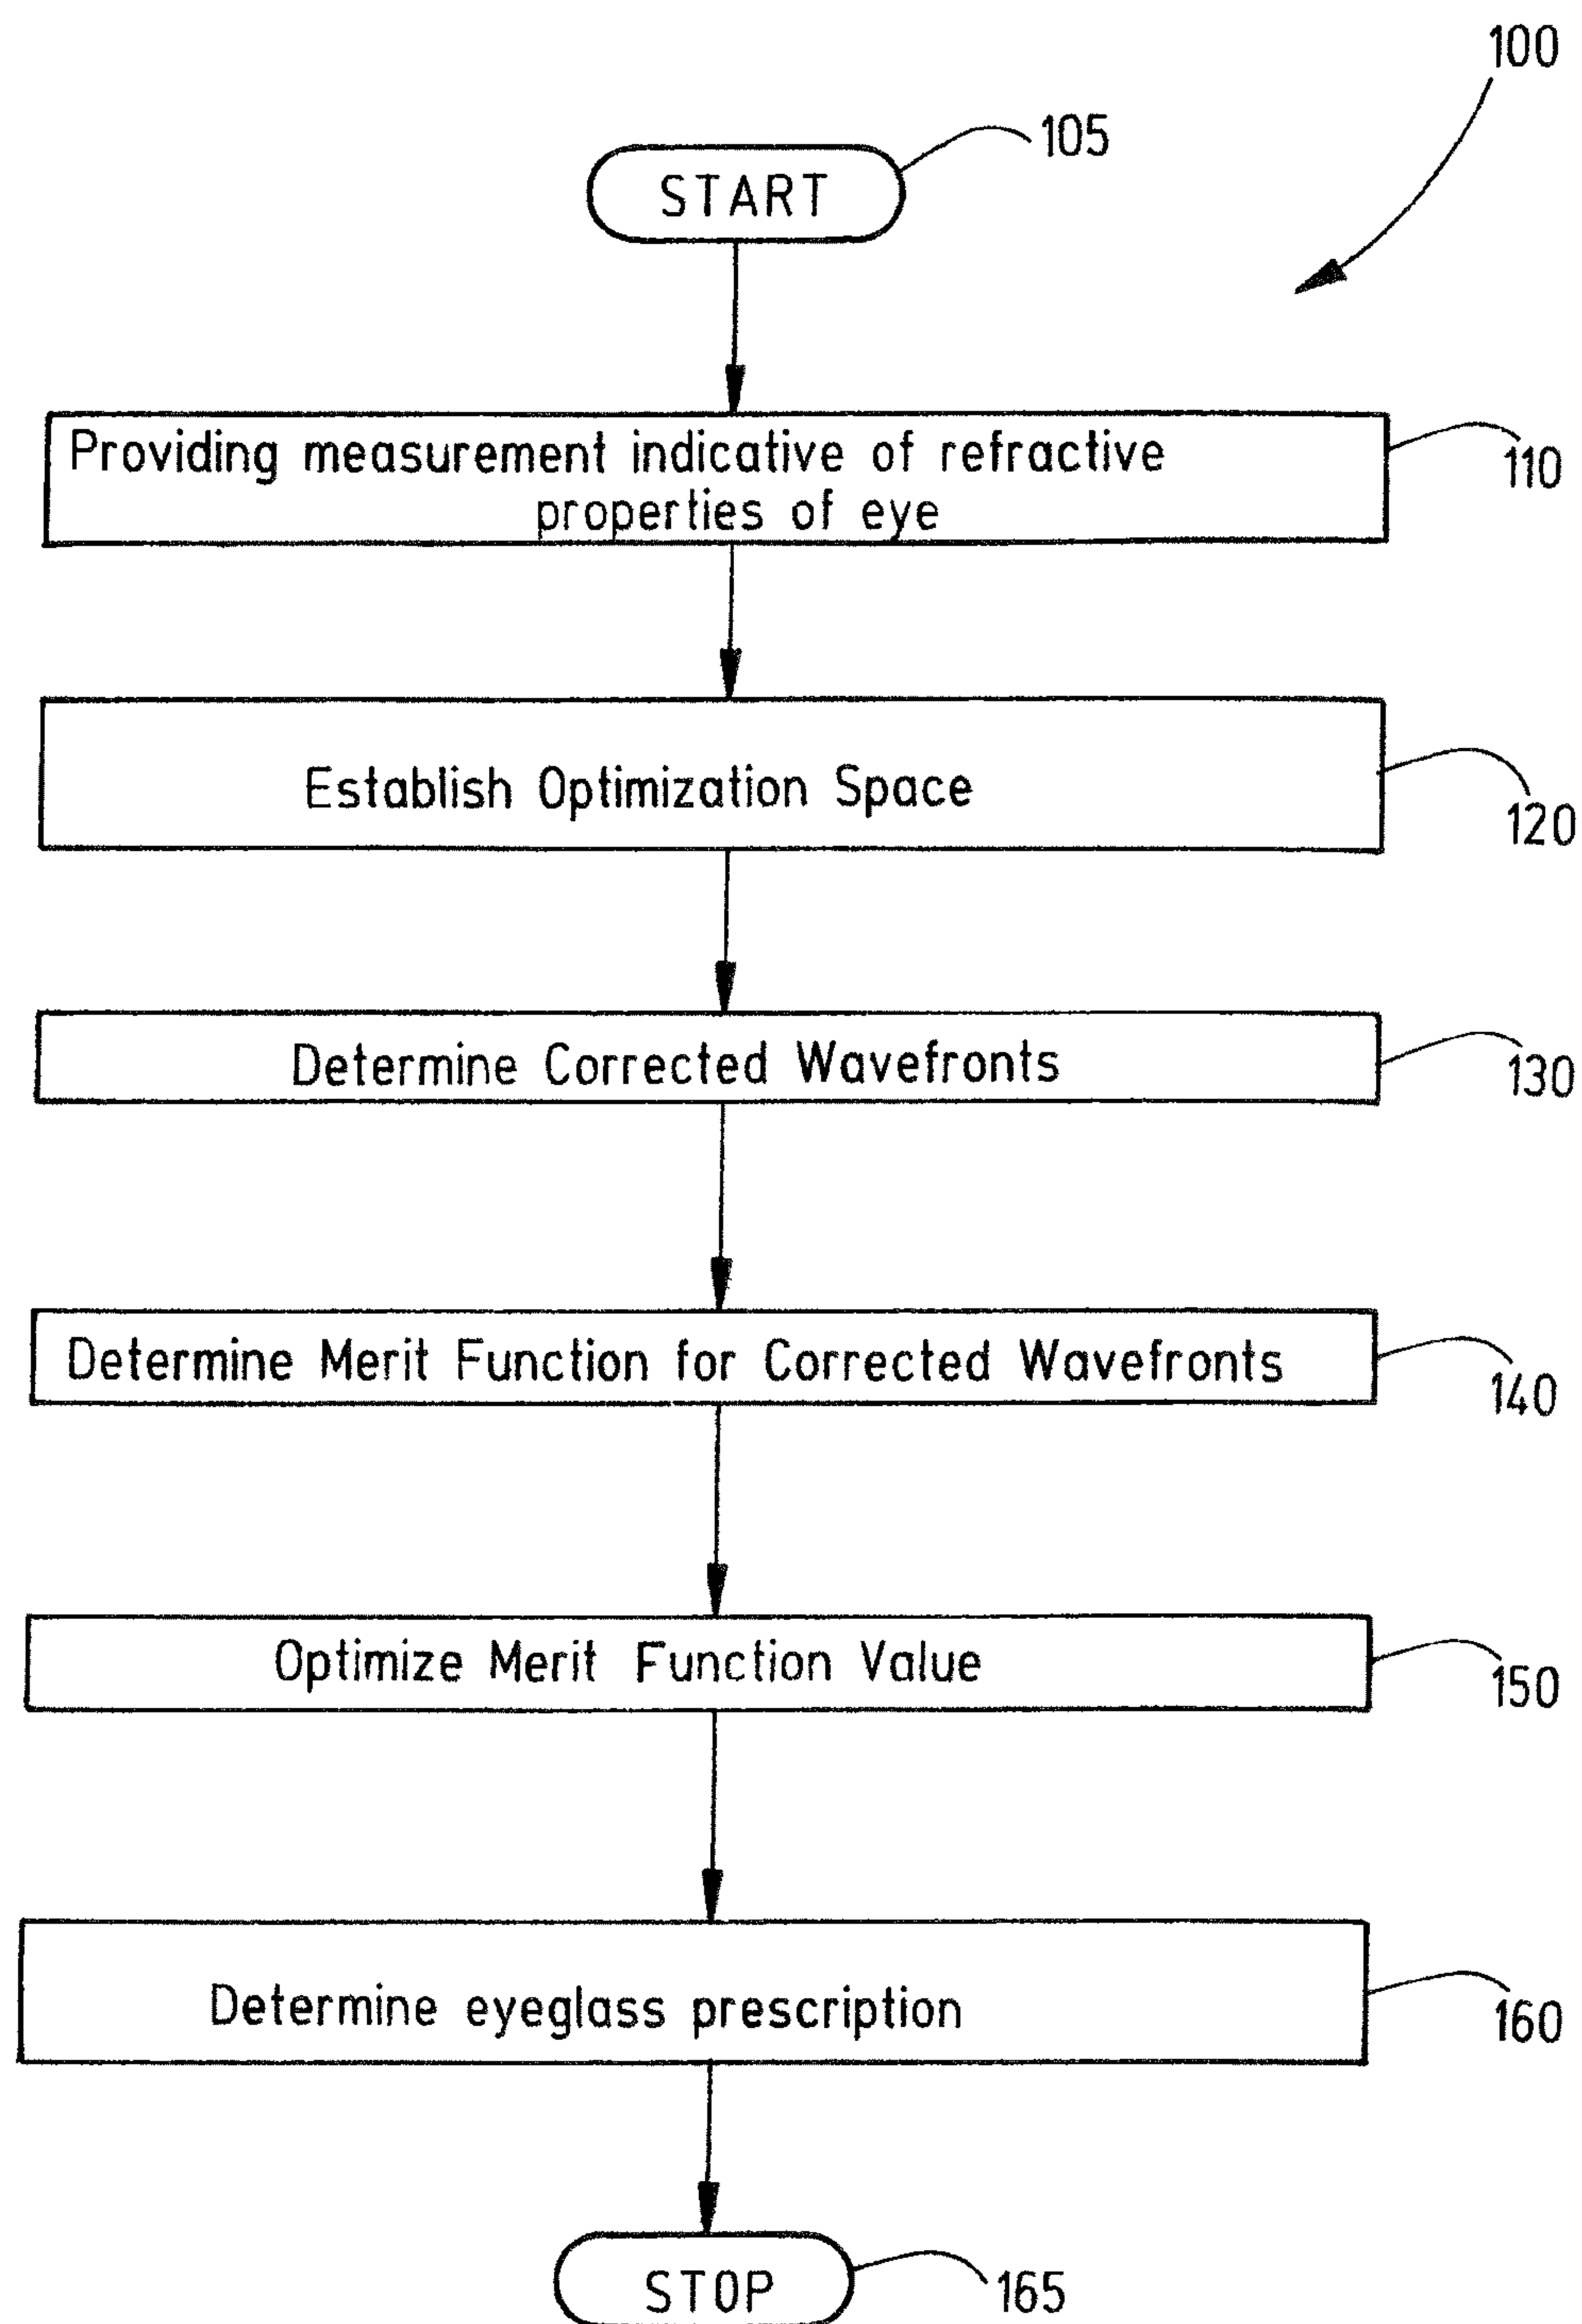 100
105
START
Providing measurement indicative of refractive
properties of eye
110
Establish Optimization Space
120
Determine Corrected Wavefronts
130
Determine Merit Function for Corrected Wavefronts
140
Optimize Merit Function Value
150
Determine eyeglass prescription
160
STOP
165